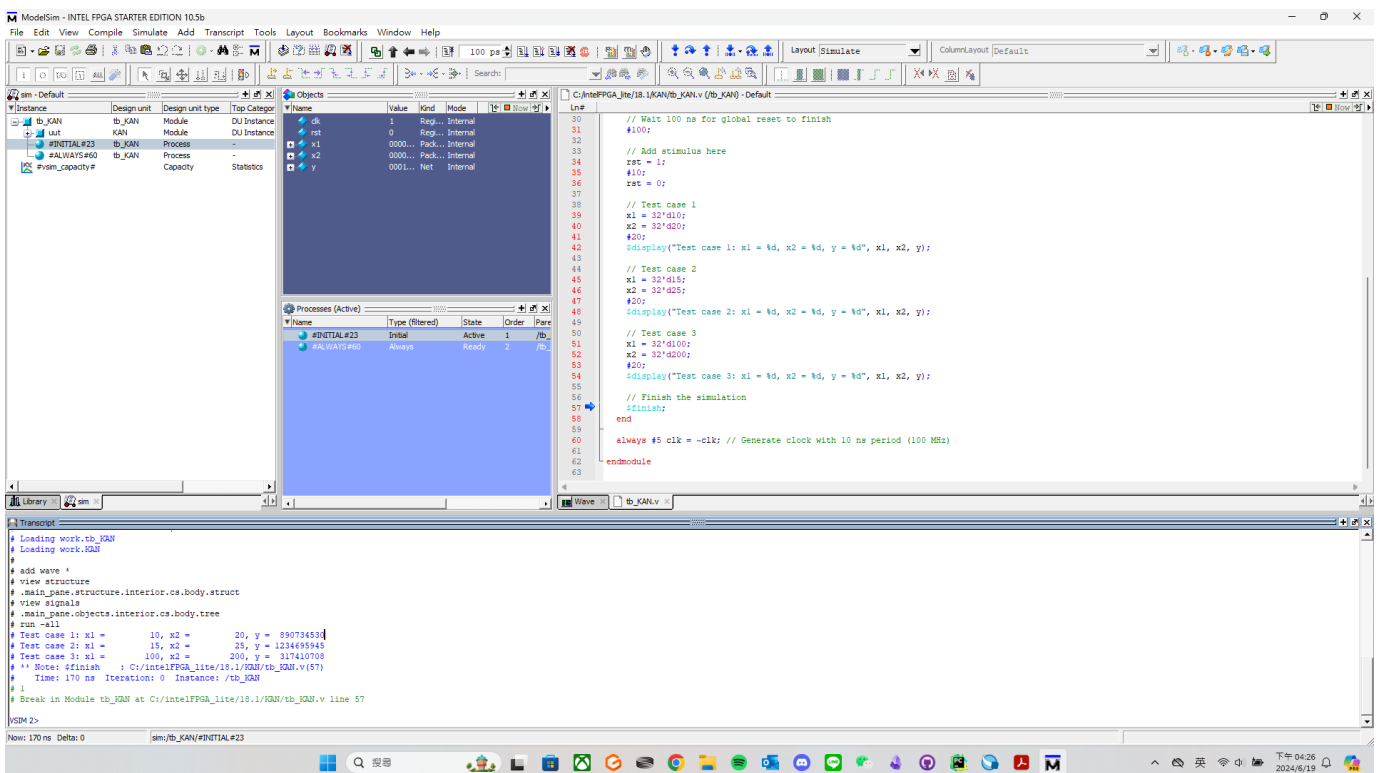 ModelSim - INTEL FPGA STARTER EDITION 10.5b
File Edit View Compile Simulate Add Transcript Tools Layout Bookmarks Window Help
100 ps
Layout Simulate
ColumnLayout Default
Search:
sim - Default
Instance Design unit Design unit type Top Categor
tb_KAN tb_KAN Module DU Instance
uut KAN Module DU Instance
#INITIAL#23 tb_KAN Process -
#ALWAYS#60 tb_KAN Process -
#vsim_capacity# Capacity Statistics
Library sim
Objects
Name Value Kind Mode Now
clk 1 Regi... Internal
rst 0 Regi... Internal
x1 0000... Pack... Internal
x2 0000... Pack... Internal
y 0001... Net Internal
Processes (Active)
Name Type (filtered) State Order Pare
#INITIAL#23 Initial Active 1 /tb_
#ALWAYS#60 Always Ready 2 /tb_
C:/intelFPGA_lite/18.1/KAN/tb_KAN.v (/tb_KAN) - Default
Ln# Now
30 // Wait 100 ns for global reset to finish
31 #100;
32
33 // Add stimulus here
34 rst = 1;
35 #10;
36 rst = 0;
37
38 // Test case 1
39 x1 = 32'd10;
40 x2 = 32'd20;
41 #20;
42 $display("Test case 1: x1 = %d, x2 = %d, y = %d", x1, x2, y);
43
44 // Test case 2
45 x1 = 32'd15;
46 x2 = 32'd25;
47 #20;
48 $display("Test case 2: x1 = %d, x2 = %d, y = %d", x1, x2, y);
49
50 // Test case 3
51 x1 = 32'd100;
52 x2 = 32'd200;
53 #20;
54 $display("Test case 3: x1 = %d, x2 = %d, y = %d", x1, x2, y);
55
56 // Finish the simulation
57 $finish;
58 end
59
60 always #5 clk = ~clk; // Generate clock with 10 ns period (100 MHz)
61
62 endmodule
63
Wave tb_KAN.v
Transcript
# Loading work.tb_KAN
# Loading work.KAN
#
# add wave *
# view structure
# .main_pane.structure.interior.cs.body.struct
# view signals
# .main_pane.objects.interior.cs.body.tree
# run -all
# Test case 1: x1 = 10, x2 = 20, y = 890734530
# Test case 2: x1 = 15, x2 = 25, y = 1234695945
# Test case 3: x1 = 100, x2 = 200, y = 317410708
# ** Note: $finish : C:/intelFPGA_lite/18.1/KAN/tb_KAN.v(57)
# Time: 170 ns Iteration: 0 Instance: /tb_KAN
# 1
# Break in Module tb_KAN at C:/intelFPGA_lite/18.1/KAN/tb_KAN.v line 57
VSIM 2>
Now: 170 ns Delta: 0 sim:/tb_KAN/#INITIAL#23
搜尋
英
下午 04:26
2024/6/19